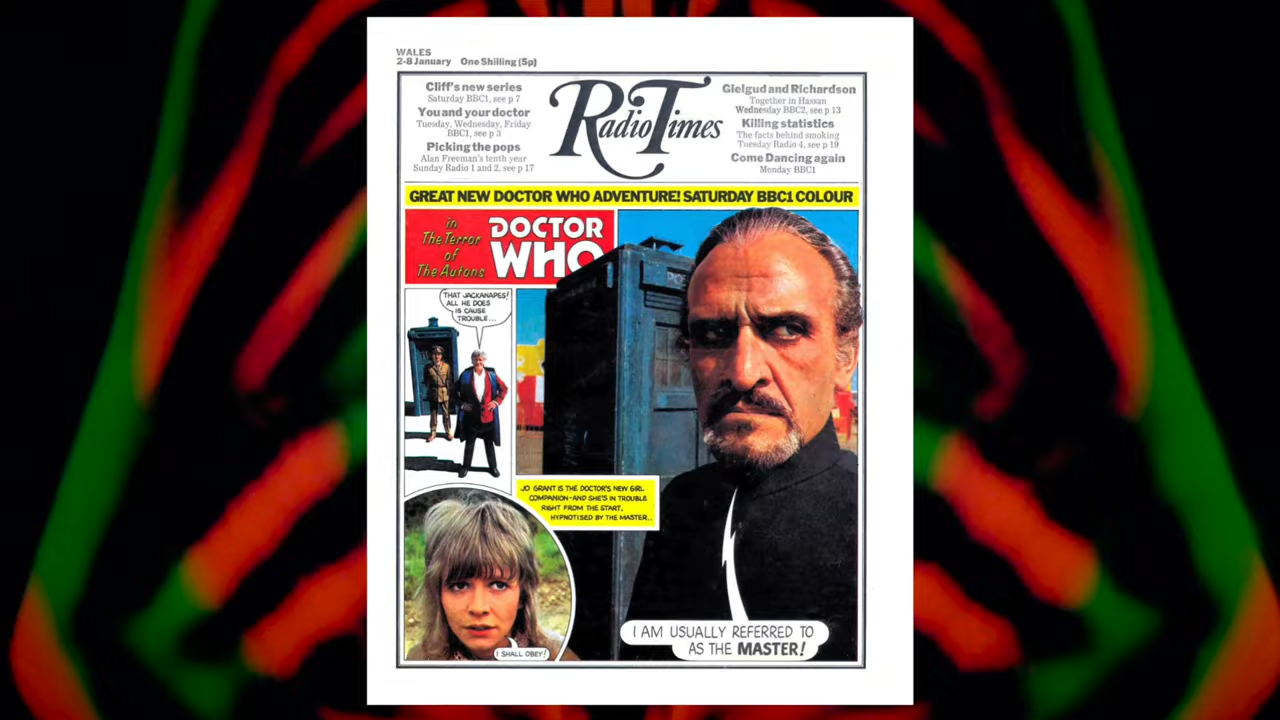 WALES
2-8 January One Shilling (5p)
Cliff's new series
Saturday BBC1, see p 7
You and your doctor
Tuesday, Wednesday, Friday
BBC1, see p 3
Picking the pops
Alan Freeman's tenth year
Sunday Radio 1 and 2, see p 17
Radio Times
Gielgud and Richardson
Together in Hassan
Wednesday BBC2, see p 13
Killing statistics
The facts behind smoking
Tuesday Radio 4, see p 19
Come Dancing again
Monday BBC1
GREAT NEW DOCTOR WHO ADVENTURE! SATURDAY BBC1 COLOUR
in
The Terror
of
The Autons
DOCTOR
WHO
THAT JACKANAPES!
ALL HE DOES
IS CAUSE
TROUBLE...
JO GRANT IS THE DOCTOR'S NEW GIRL
COMPANION-AND SHE'S IN TROUBLE
RIGHT FROM THE START,
HYPNOTISED BY THE MASTER..
I SHALL OBEY!
I AM USUALLY REFERRED TO
AS THE MASTER!